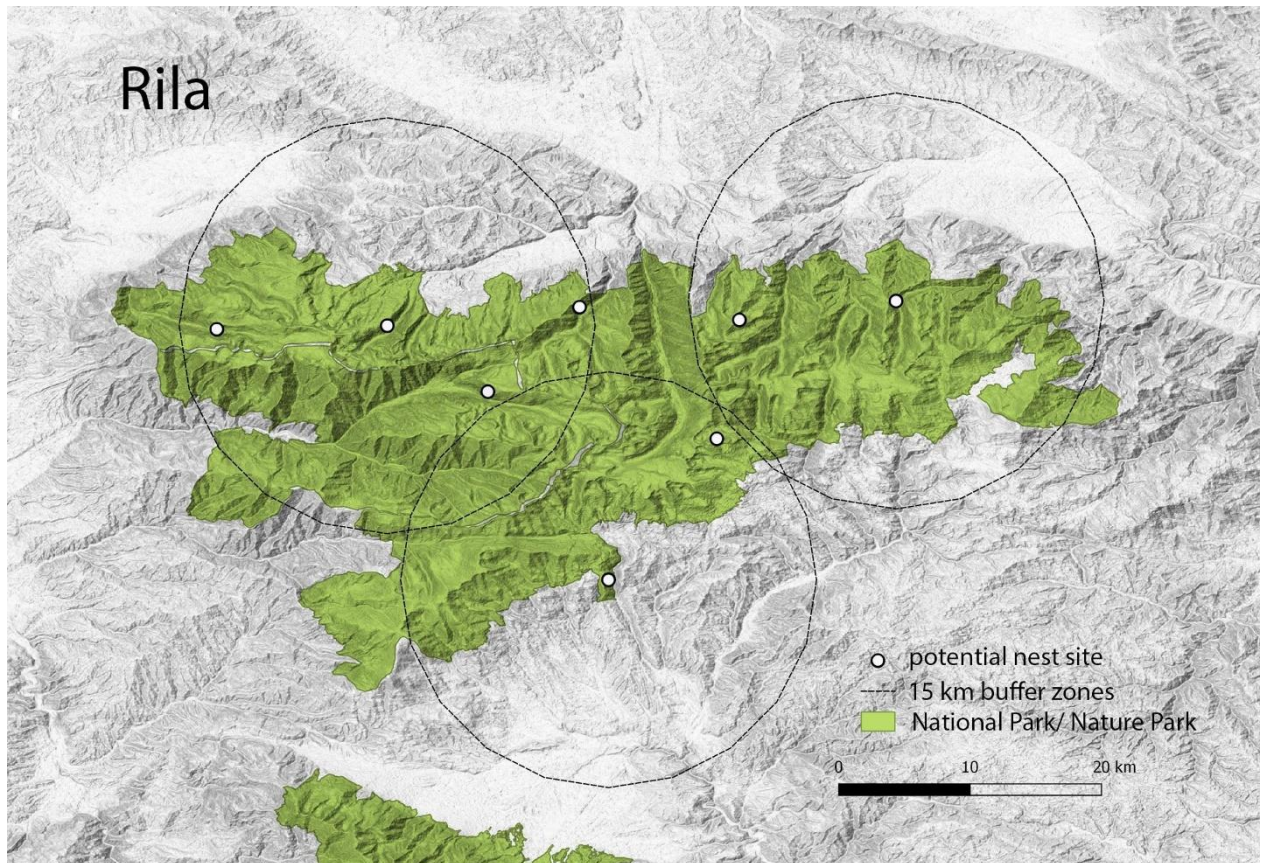 Rila
potential nest site
15 km buffer zones
National Park/ Nature Park
0 10 20 km